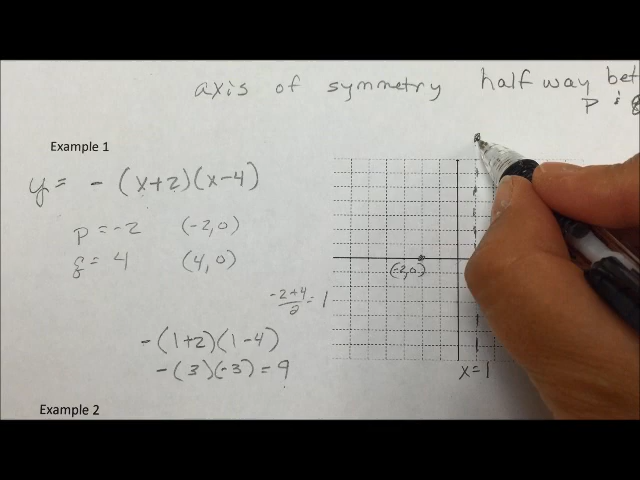 axis of symmetry half way bet
p & q
Example 1
y = - (x+2)(x-4)
p = -2 (-2,0)
q = 4 (4,0)
(-2,0)
-2+4/2 = 1
-(1+2)(1-4)
-(3)(-3) = 9
x=1
Example 2